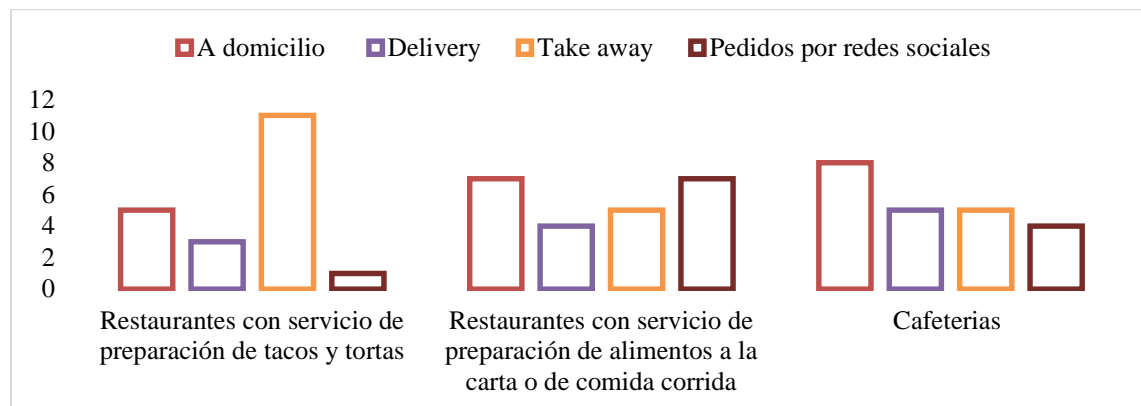 A domicilio Delivery Take away Pedidos por redes sociales
12
10
8
6
4
2
0
Restaurantes con servicio de
preparación de tacos y tortas
Restaurantes con servicio de
preparación de alimentos a la
carta o de comida corrida
Cafeterias